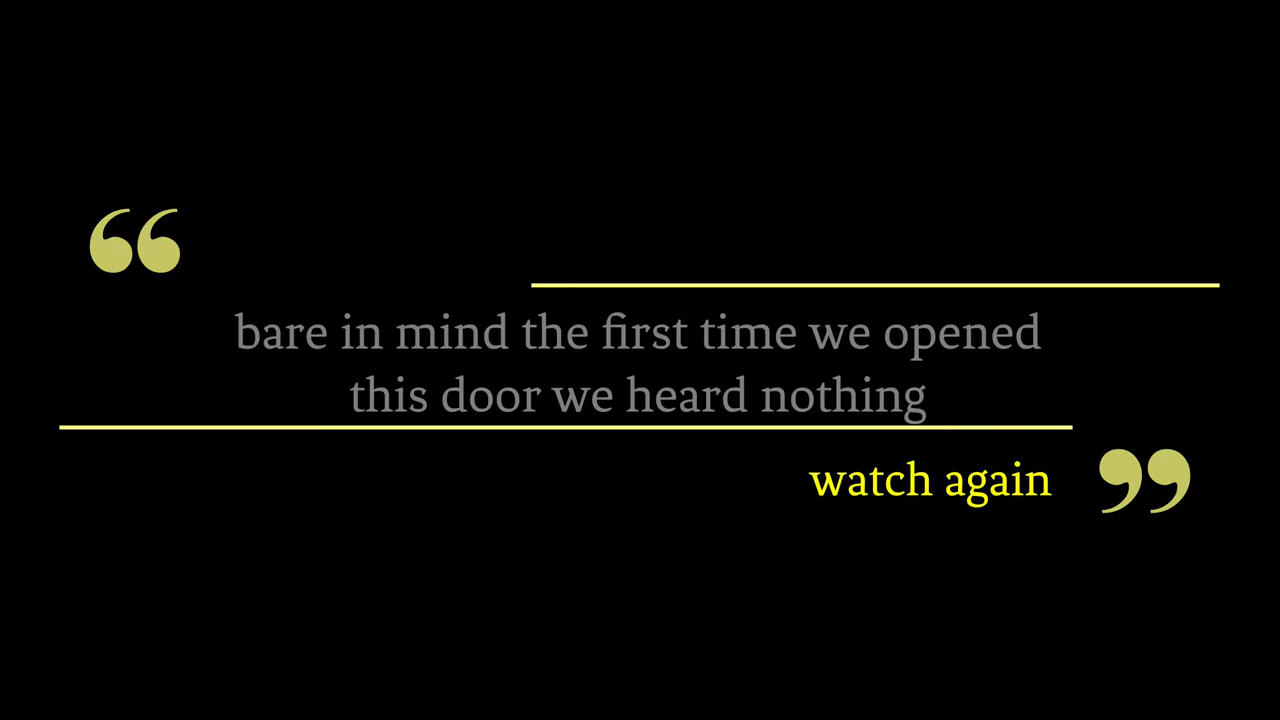 “
bare in mind the first time we opened
this door we heard nothing
watch again ”